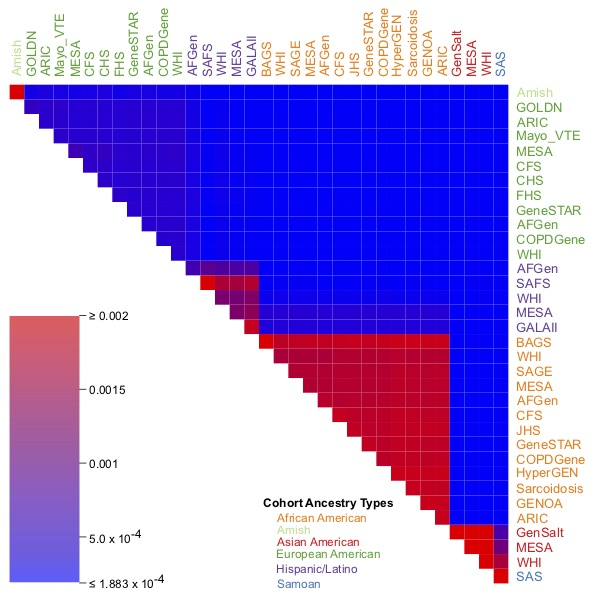 Amish
GOLDN
ARIC
Mayo_VTE
MESA
CFS
CHS
FHS
GeneSTAR
AFGen
COPDGene
WHI
AFGen
SAFS
WHI
MESA
GALAII
BAGS
WHI
SAGE
MESA
AFGen
CFS
JHS
GeneSTAR
COPDGene
HyperGEN
Sarcoidosis
GENOA
ARIC
GenSalt
MESA
WHI
SAS
Amish
GOLDN
ARIC
Mayo_VTE
MESA
CFS
CHS
FHS
GeneSTAR
AFGen
COPDGene
WHI
AFGen
SAFS
WHI
MESA
GALAII
BAGS
WHI
SAGE
MESA
AFGen
CFS
JHS
GeneSTAR
COPDGene
HyperGEN
Sarcoidosis
GENOA
ARIC
GenSalt
MESA
WHI
SAS
≥ 0.002
0.0015
0.001
5.0 x 10⁻⁴
≤ 1.883 x 10⁻⁴
Cohort Ancestry Types
African American
Amish
Asian American
European American
Hispanic/Latino
Samoan